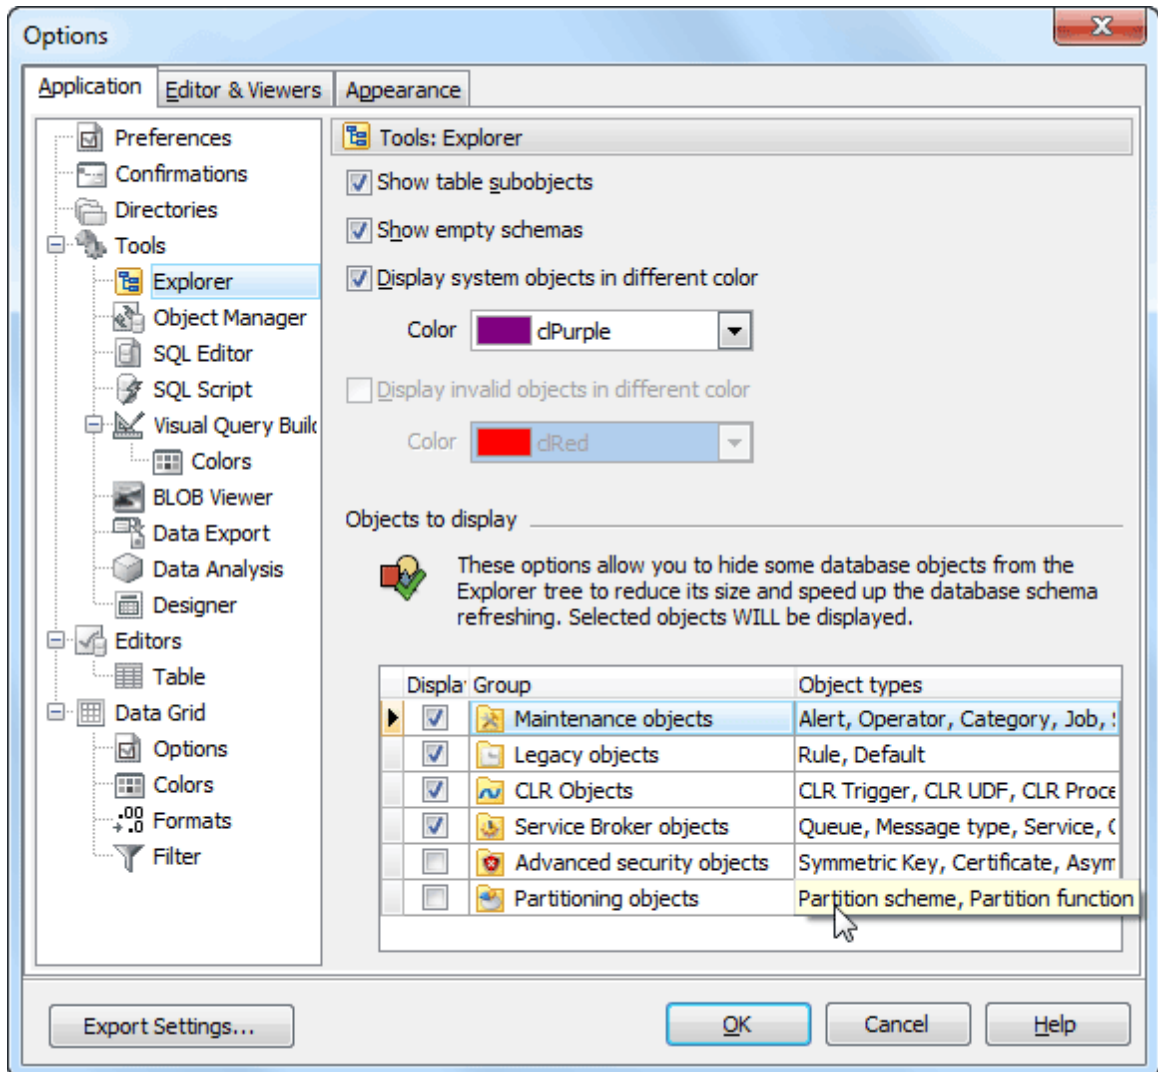 Options
Application
Editor & Viewers
Appearance
Preferences
Confirmations
Directories
Tools
Explorer
Object Manager
SQL Editor
SQL Script
Visual Query Build
Colors
BLOB Viewer
Data Export
Data Analysis
Designer
Editors
Table
Data Grid
Options
Colors
Formats
Filter
Tools: Explorer
Show table subobjects
Show empty schemas
Display system objects in different color
Color clPurple
Display invalid objects in different color
Color clRed
Objects to display
These options allow you to hide some database objects from the
Explorer tree to reduce its size and speed up the database schema
refreshing. Selected objects WILL be displayed.
Display Group Object types
Maintenance objects Alert, Operator, Category, Job,
Legacy objects Rule, Default
CLR Objects CLR Trigger, CLR UDF, CLR Proce
Service Broker objects Queue, Message type, Service,
Advanced security objects Symmetric Key, Certificate, Asym
Partitioning objects Partition scheme, Partition function
Export Settings...
OK
Cancel
Help